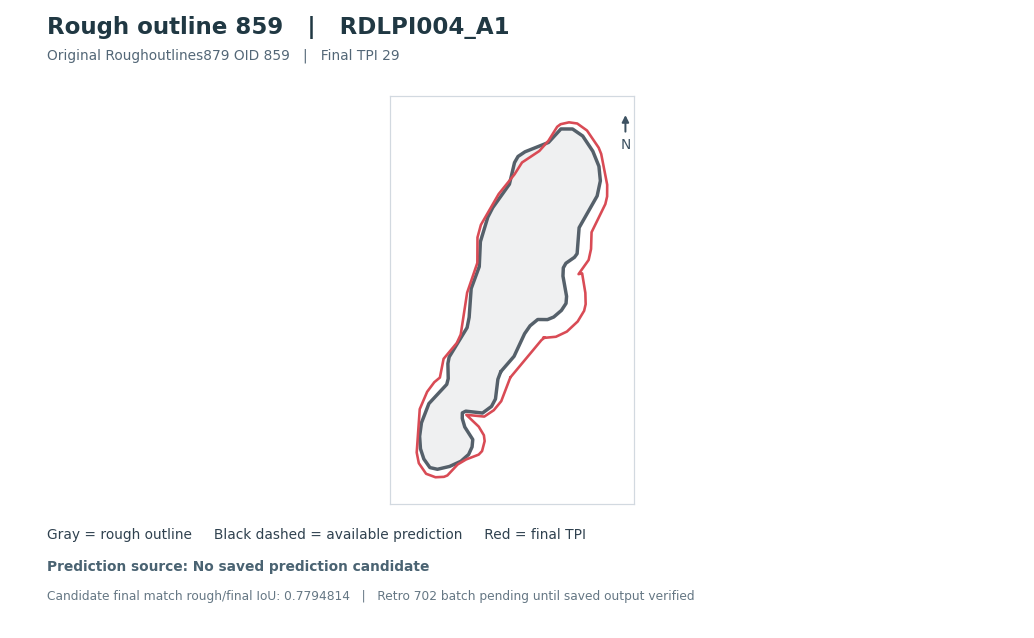 Rough outline 859   |   RDLPI004_A1
Original Roughoutlines879 OID 859   |   Final TPI 29
N
Gray = rough outline     Black dashed = available prediction     Red = final TPI
Prediction source: No saved prediction candidate
Candidate final match rough/final IoU: 0.7794814   |   Retro 702 batch pending until saved output verified